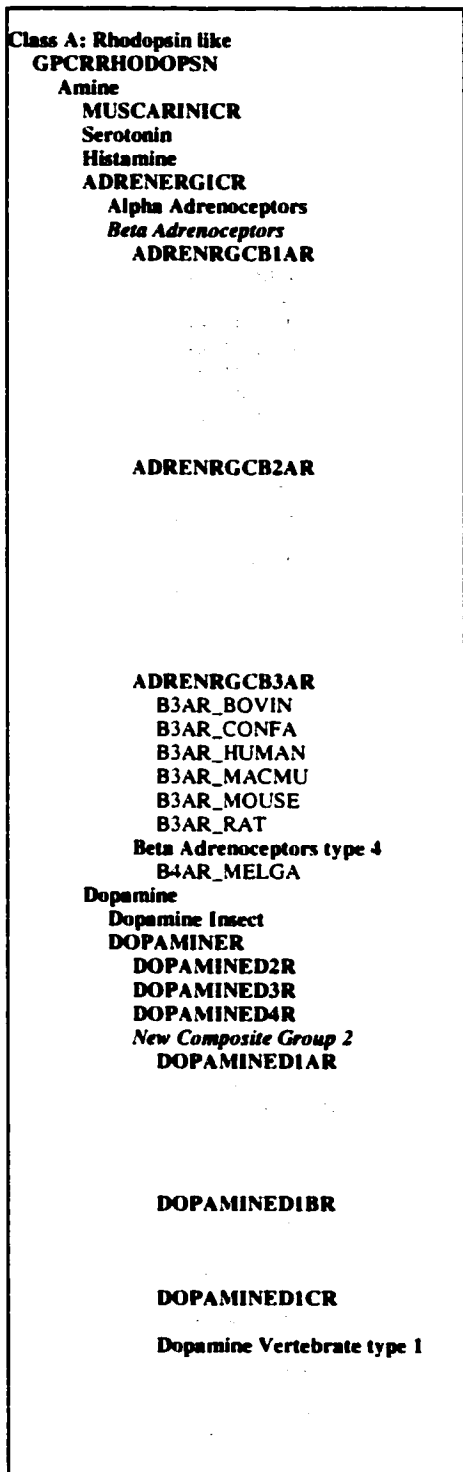 Class A: Rhodopsin like
GPCRRHODOPSN
Amine
MUSCARINICR
Serotonin
Histamine
ADRENERGICR
Alpha Adrenoceptors
Beta Adrenoceptors
ADRENRGCB1AR
ADRENRGCB2AR
ADRENRGCB3AR
B3AR_BOVIN
B3AR_CONFA
B3AR_HUMAN
B3AR_MACMU
B3AR_MOUSE
B3AR_RAT
Beta Adrenoceptors type 4
B4AR_MELGA
Dopamine
Dopamine Insect
DOPAMINER
DOPAMINED2R
DOPAMINED3R
DOPAMINED4R
New Composite Group 2
DOPAMINED1AR
DOPAMINED1BR
DOPAMINED1CR
Dopamine Vertebrate type 1